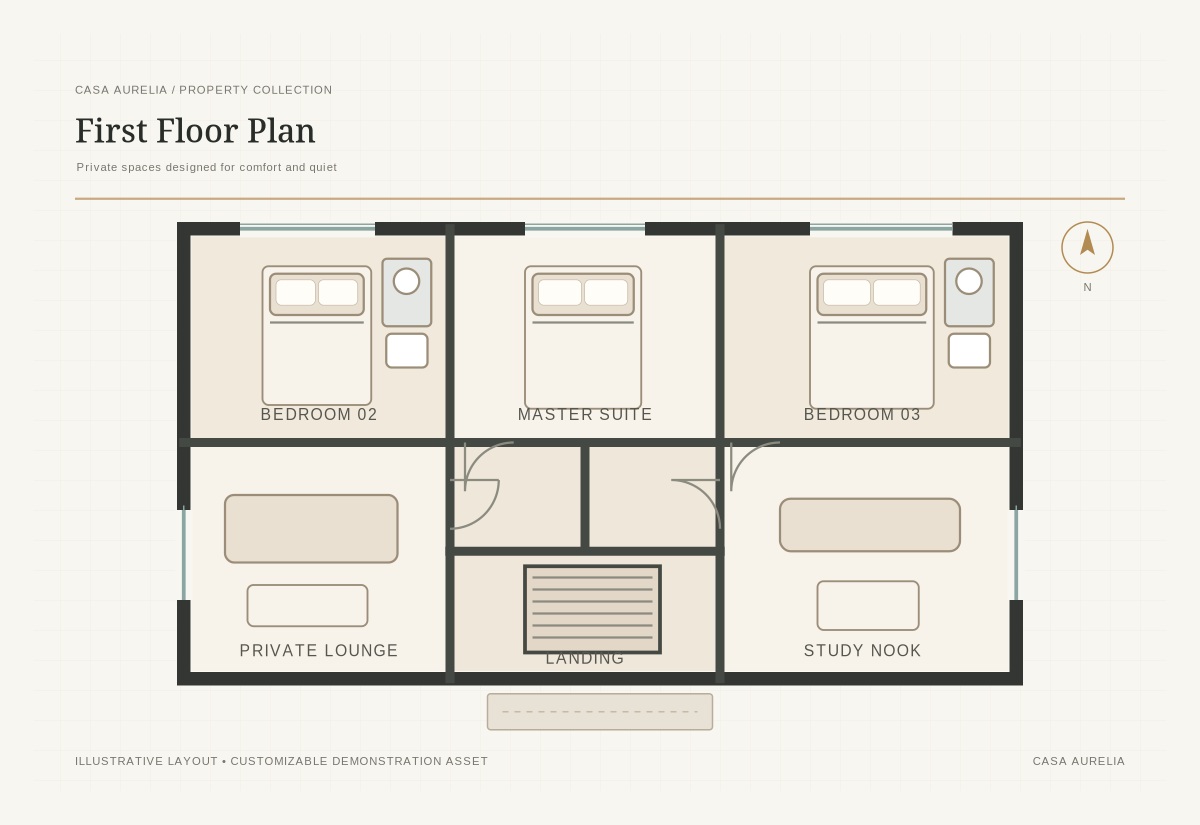 CASA AURELIA / PROPERTY COLLECTION
First Floor Plan
Private spaces designed for comfort and quiet
N
BEDROOM 02
MASTER SUITE
BEDROOM 03
PRIVATE LOUNGE
LANDING
STUDY NOOK
ILLUSTRATIVE LAYOUT • CUSTOMIZABLE DEMONSTRATION ASSET
CASA AURELIA